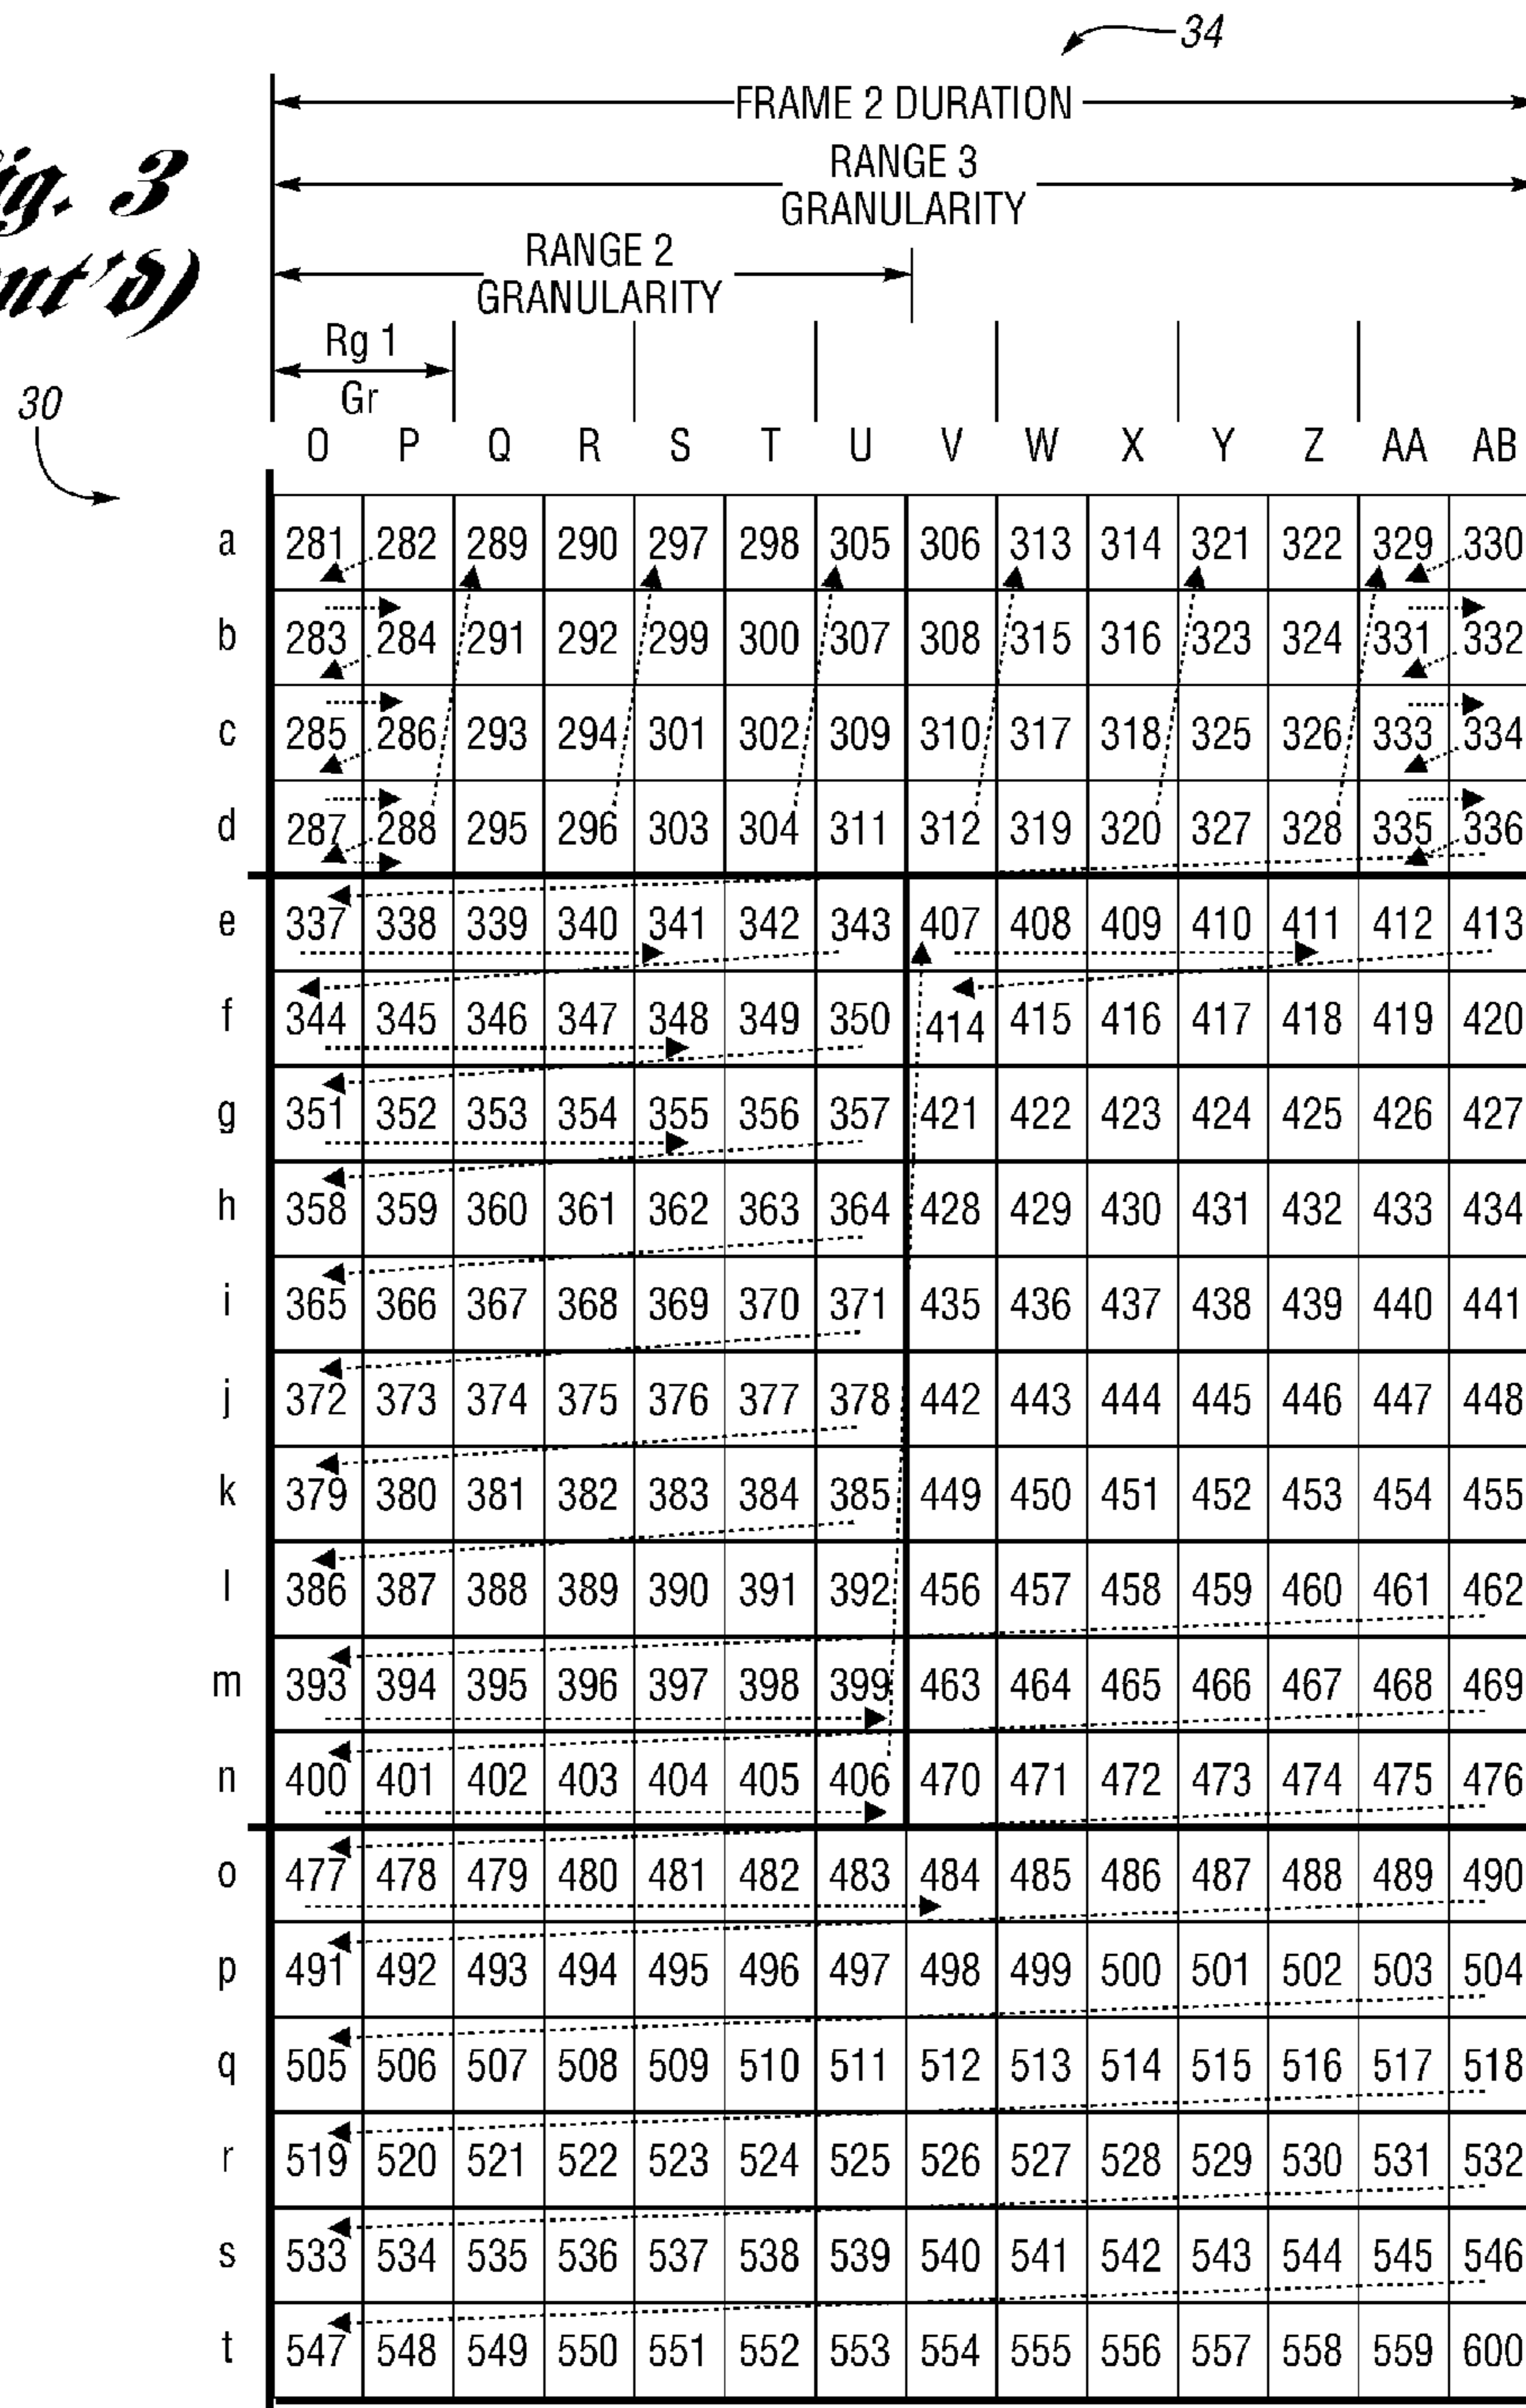 34
FRAME 2 DURATION
RANGE 3
GRANULARITY
ig. 3
nt'd)
RANGE 2
GRANULARITY
Rg 1
Gr
30
O P Q R S T U V W X Y Z AA AB
a 281 282 289 290 297 298 305 306 313 314 321 322 329 330
b 283 284 291 292 299 300 307 308 315 316 323 324 331 332
c 285 286 293 294 301 302 309 310 317 318 325 326 333 334
d 287 288 295 296 303 304 311 312 319 320 327 328 335 336
e 337 338 339 340 341 342 343 407 408 409 410 411 412 413
f 344 345 346 347 348 349 350 414 415 416 417 418 419 420
g 351 352 353 354 355 356 357 421 422 423 424 425 426 427
h 358 359 360 361 362 363 364 428 429 430 431 432 433 434
i 365 366 367 368 369 370 371 435 436 437 438 439 440 441
j 372 373 374 375 376 377 378 442 443 444 445 446 447 448
k 379 380 381 382 383 384 385 449 450 451 452 453 454 455
l 386 387 388 389 390 391 392 456 457 458 459 460 461 462
m 393 394 395 396 397 398 399 463 464 465 466 467 468 469
n 400 401 402 403 404 405 406 470 471 472 473 474 475 476
o 477 478 479 480 481 482 483 484 485 486 487 488 489 490
p 491 492 493 494 495 496 497 498 499 500 501 502 503 504
q 505 506 507 508 509 510 511 512 513 514 515 516 517 518
r 519 520 521 522 523 524 525 526 527 528 529 530 531 532
s 533 534 535 536 537 538 539 540 541 542 543 544 545 546
t 547 548 549 550 551 552 553 554 555 556 557 558 559 600